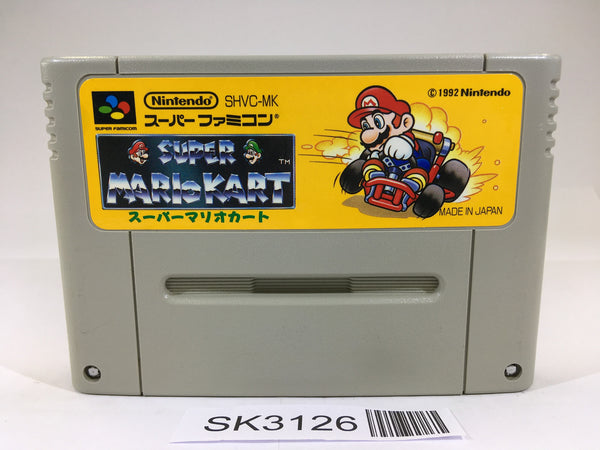 Nintendo SHVC-MK
©1992 Nintendo
SUPER FAMICOM
スーパーファミコン®
SUPER
MARIO KART TM
スーパーマリオカート
MADE IN JAPAN
SK3126